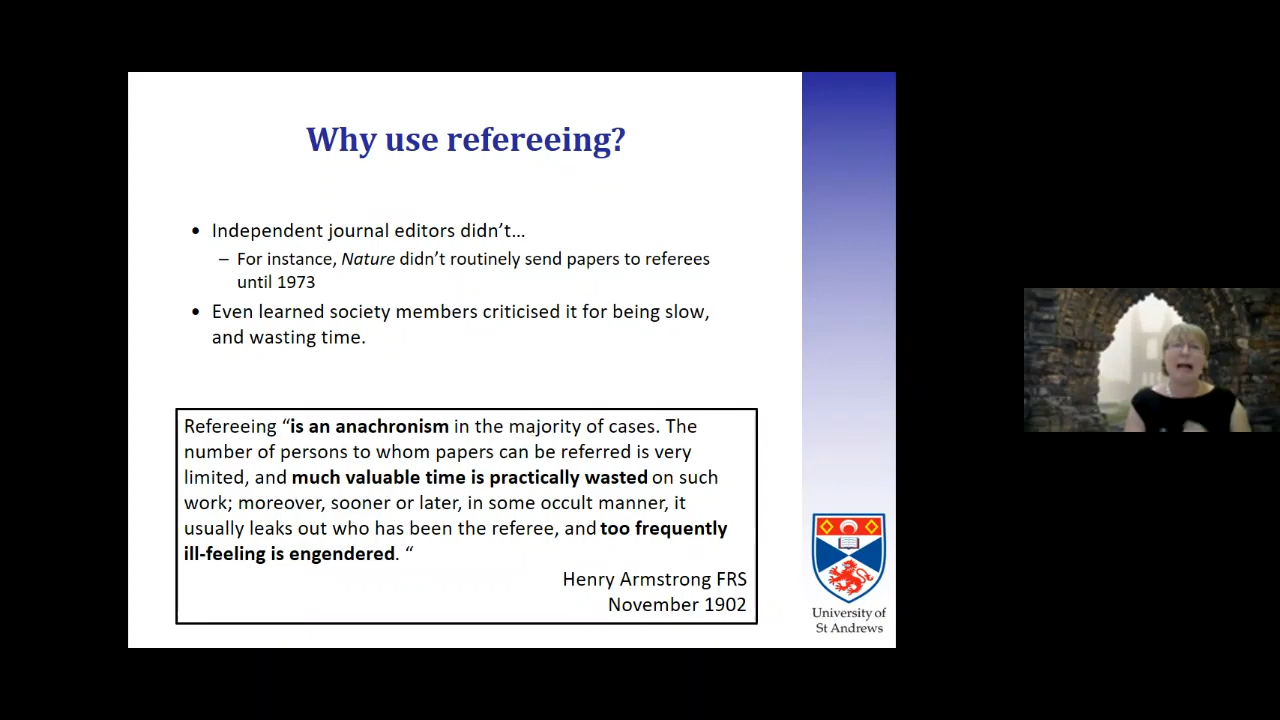 Why use refereeing?
• Independent journal editors didn’t…
– For instance, Nature didn’t routinely send papers to referees
until 1973
• Even learned society members criticised it for being slow,
and wasting time.
Refereeing “is an anachronism in the majority of cases. The
number of persons to whom papers can be referred is very
limited, and much valuable time is practically wasted on such
work; moreover, sooner or later, in some occult manner, it
usually leaks out who has been the referee, and too frequently
ill-feeling is engendered. “
Henry Armstrong FRS
November 1902
University of
St Andrews